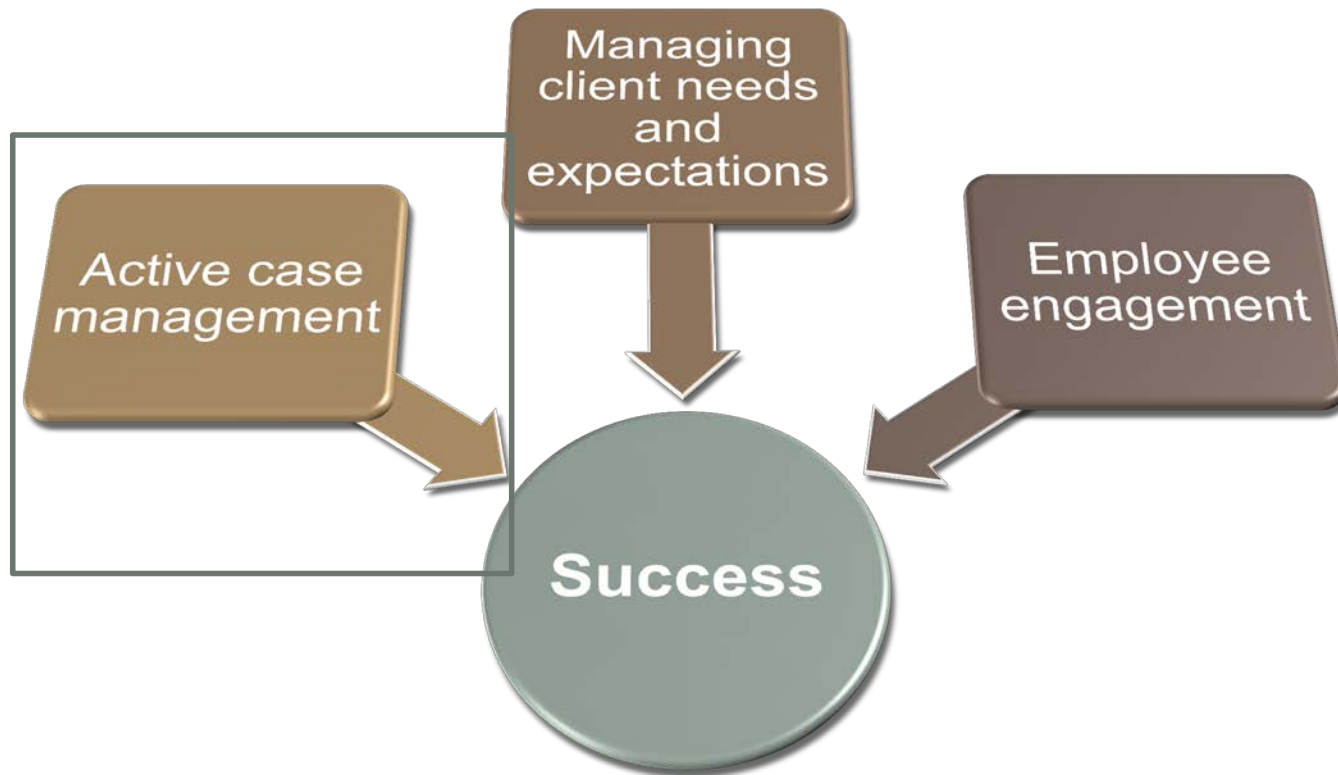 Managing
client needs
and
expectations
Active case
management
Employee
engagement
Success